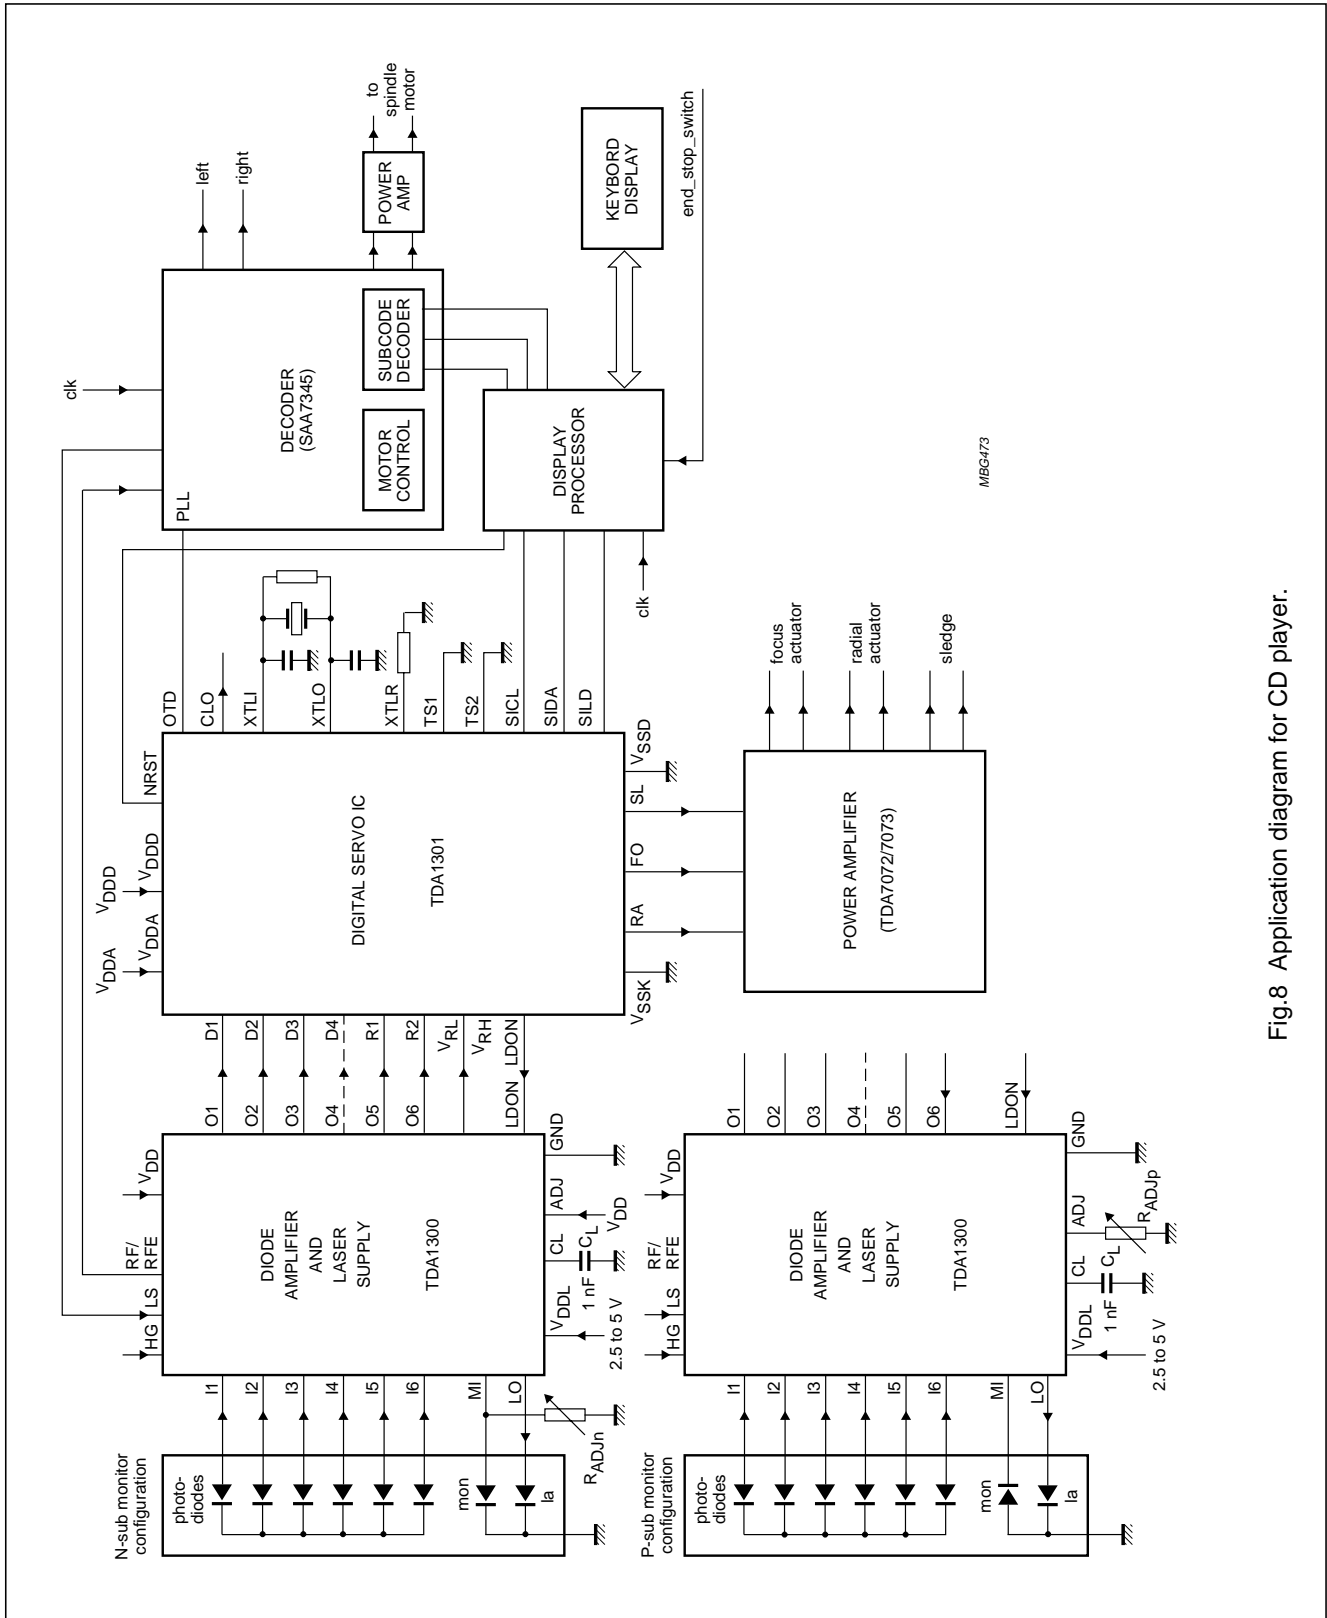 clk
left
right
to
spindle
motor
POWER
AMP
DECODER
(SAA7345)
PLL
MOTOR
CONTROL
SUBCODE
DECODER
KEYBORD
DISPLAY
end_stop_switch
DISPLAY
PROCESSOR
clk
MBG473
VDDA
VDDD
VDDA
VDDD
NRST
OTD
CLO
XTLI
XTLO
XTLR
TS1
TS2
SICL
SIDA
SILD
DIGITAL SERVO IC
TDA1301
D1
D2
D3
D4
R1
R2
VRL
VRH
LDON
VSSK
RA
FO
SL
VSSD
POWER AMPLIFIER
(TDA7072/7073)
focus
actuator
radial
actuator
sledge
HG
LS
RF/
RFE
VDD
O1
O2
O3
O4
O5
O6
LDON
DIODE
AMPLIFIER
AND
LASER
SUPPLY
TDA1300
I1
I2
I3
I4
I5
I6
MI
LO
VDDL
CL
ADJ
GND
2.5 to 5 V
1 nF
CL
VDD
N-sub monitor
configuration
photo-
diodes
mon
la
RADJn
HG
LS
RF/
RFE
VDD
O1
O2
O3
O4
O5
O6
LDON
DIODE
AMPLIFIER
AND
LASER
SUPPLY
TDA1300
I1
I2
I3
I4
I5
I6
MI
LO
VDDL
CL
ADJ
GND
2.5 to 5 V
1 nF
CL
RADJp
P-sub monitor
configuration
photo-
diodes
mon
la
Fig.8 Application diagram for CD player.